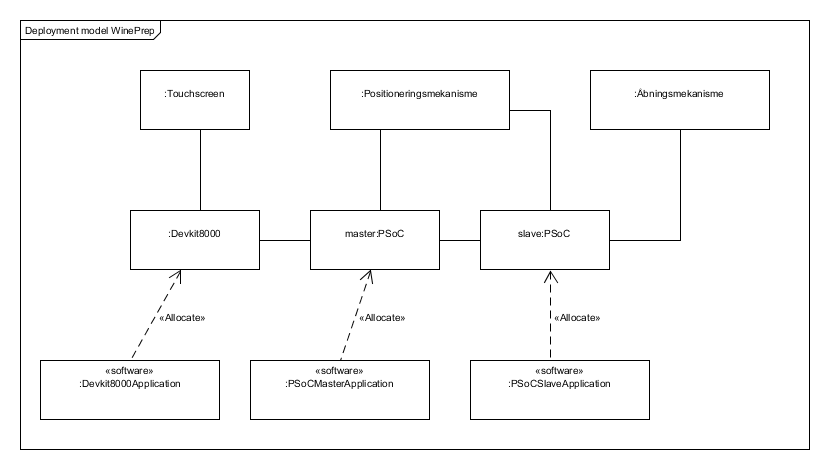 Deployment model WinePrep
:Touchscreen
:Positioneringsmekanisme
:Åbningsmekanisme
:Devkit8000
master:PSoC
slave:PSoC
«Allocate»
«Allocate»
«Allocate»
«software»
:Devkit8000Application
«software»
:PSoCMasterApplication
«software»
:PSoCSlaveApplication